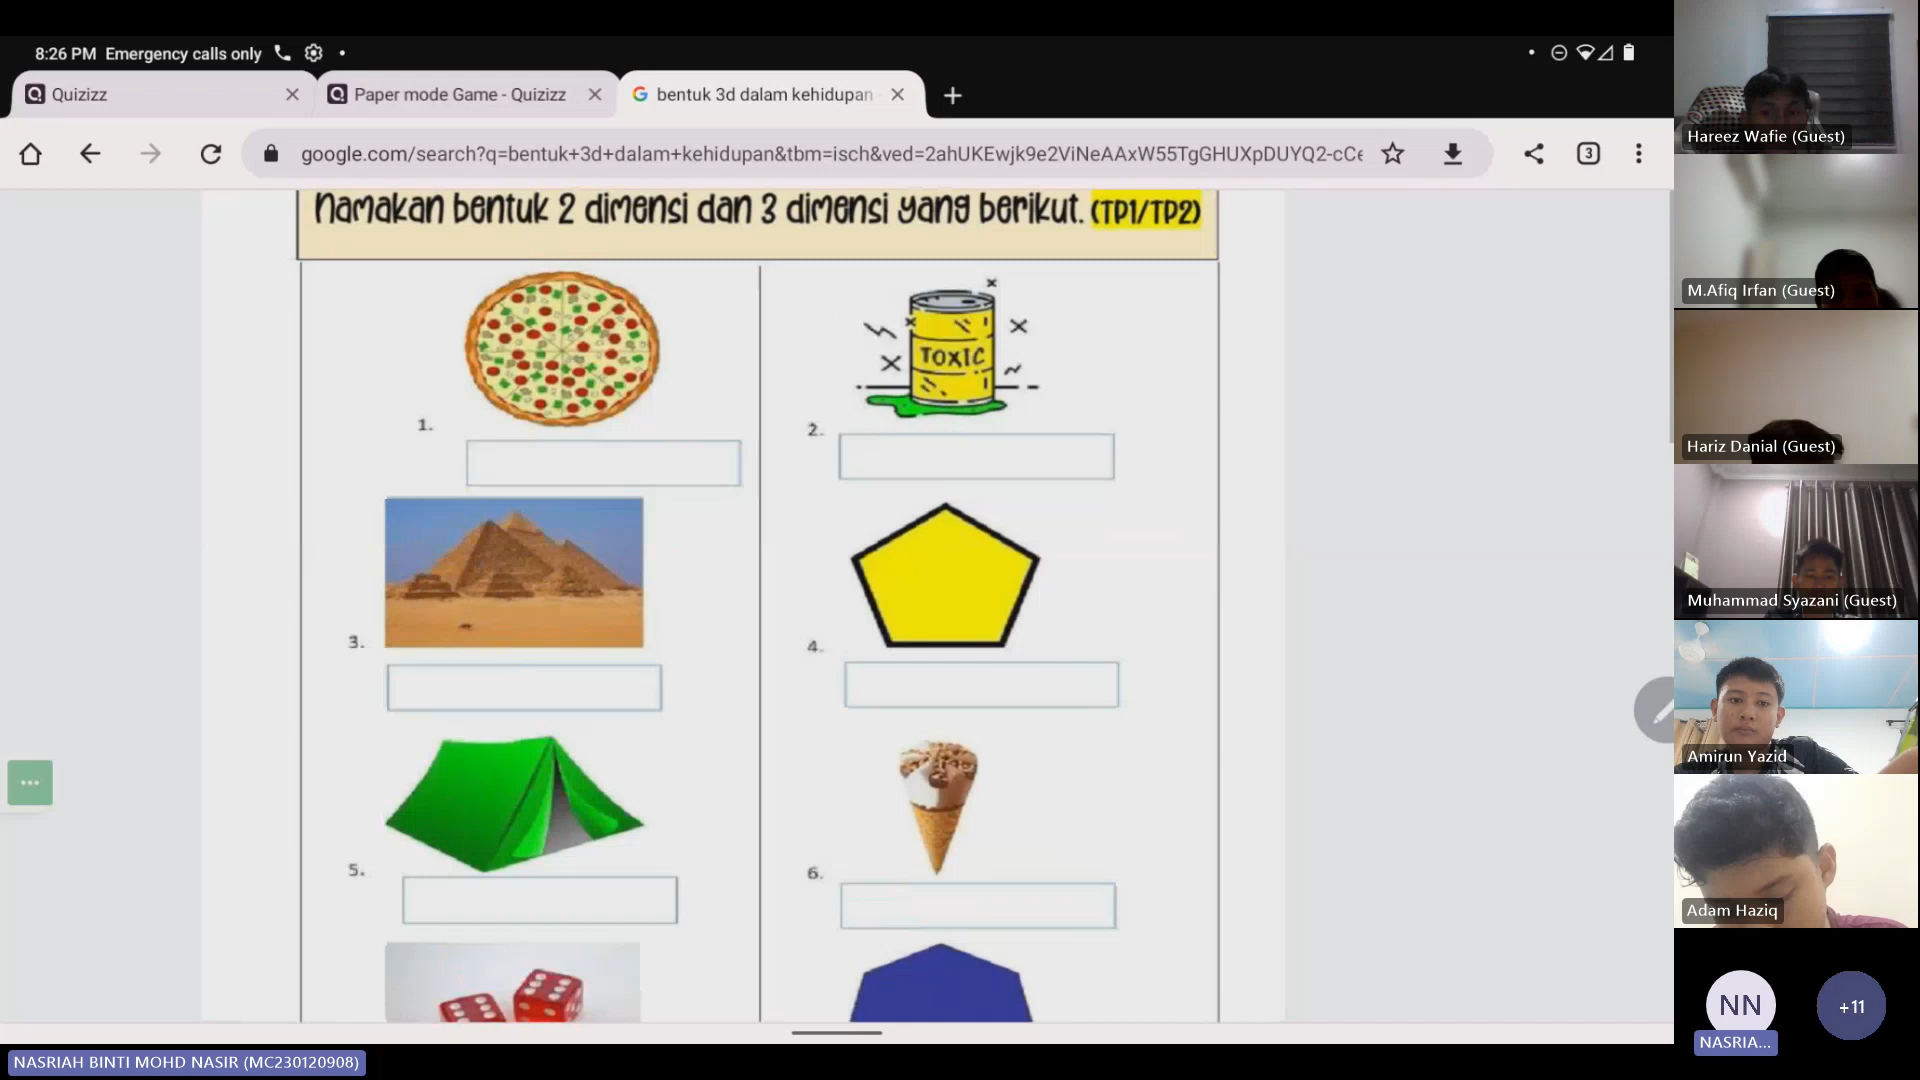 8:26 PM Emergency calls only
Quizizz
Paper mode Game - Quizizz
bentuk 3d dalam kehidupan
google.com/search?q=bentuk+3d+dalam+kehidupan&tbm=isch&ved=2ahUKEwjk9e2ViNeAAxW55TgGHUXpDUYQ2-cCe
3
Namakan bentuk 2 dimensi dan 3 dimensi yang berikut. (TP1/TP2)
TOXIC
1.
2.
3.
4.
5.
6.
Hareez Wafie (Guest)
M.Afiq Irfan (Guest)
Hariz Danial (Guest)
Muhammad Syazani (Guest)
Amirun Yazid
Adam Haziq
NN
+11
NASRIA...
NASRIAH BINTI MOHD NASIR (MC230120908)